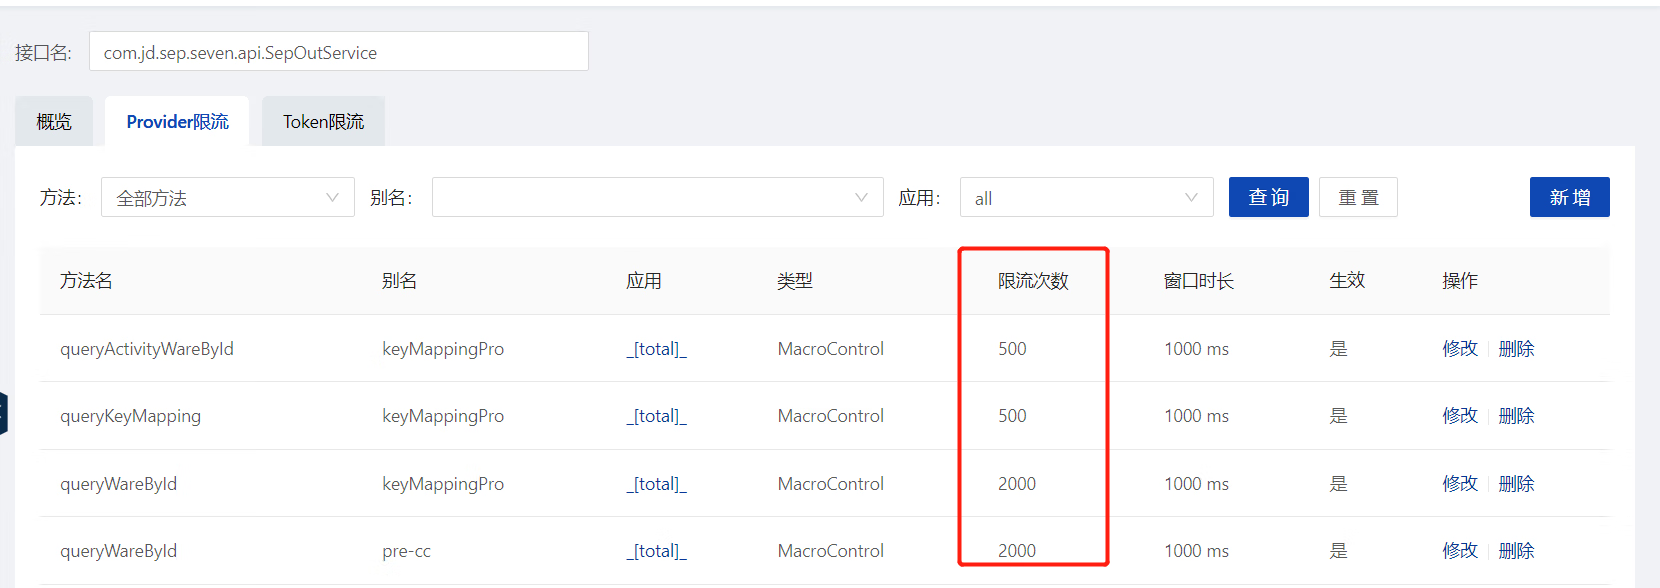 接口名: com.jd.sep.seven.api.SepOutService
概览 Provider限流 Token限流
方法: 全部方法 别名: 应用: all 查 询 重 置 新 增
方法名 别名 应用 类型 限流次数 窗口时长 生效 操作
queryActivityWareById keyMappingPro _[total]_ MacroControl 500 1000 ms 是 修改 删除
queryKeyMapping keyMappingPro _[total]_ MacroControl 500 1000 ms 是 修改 删除
queryWareById keyMappingPro _[total]_ MacroControl 2000 1000 ms 是 修改 删除
queryWareById pre-cc _[total]_ MacroControl 2000 1000 ms 是 修改 删除